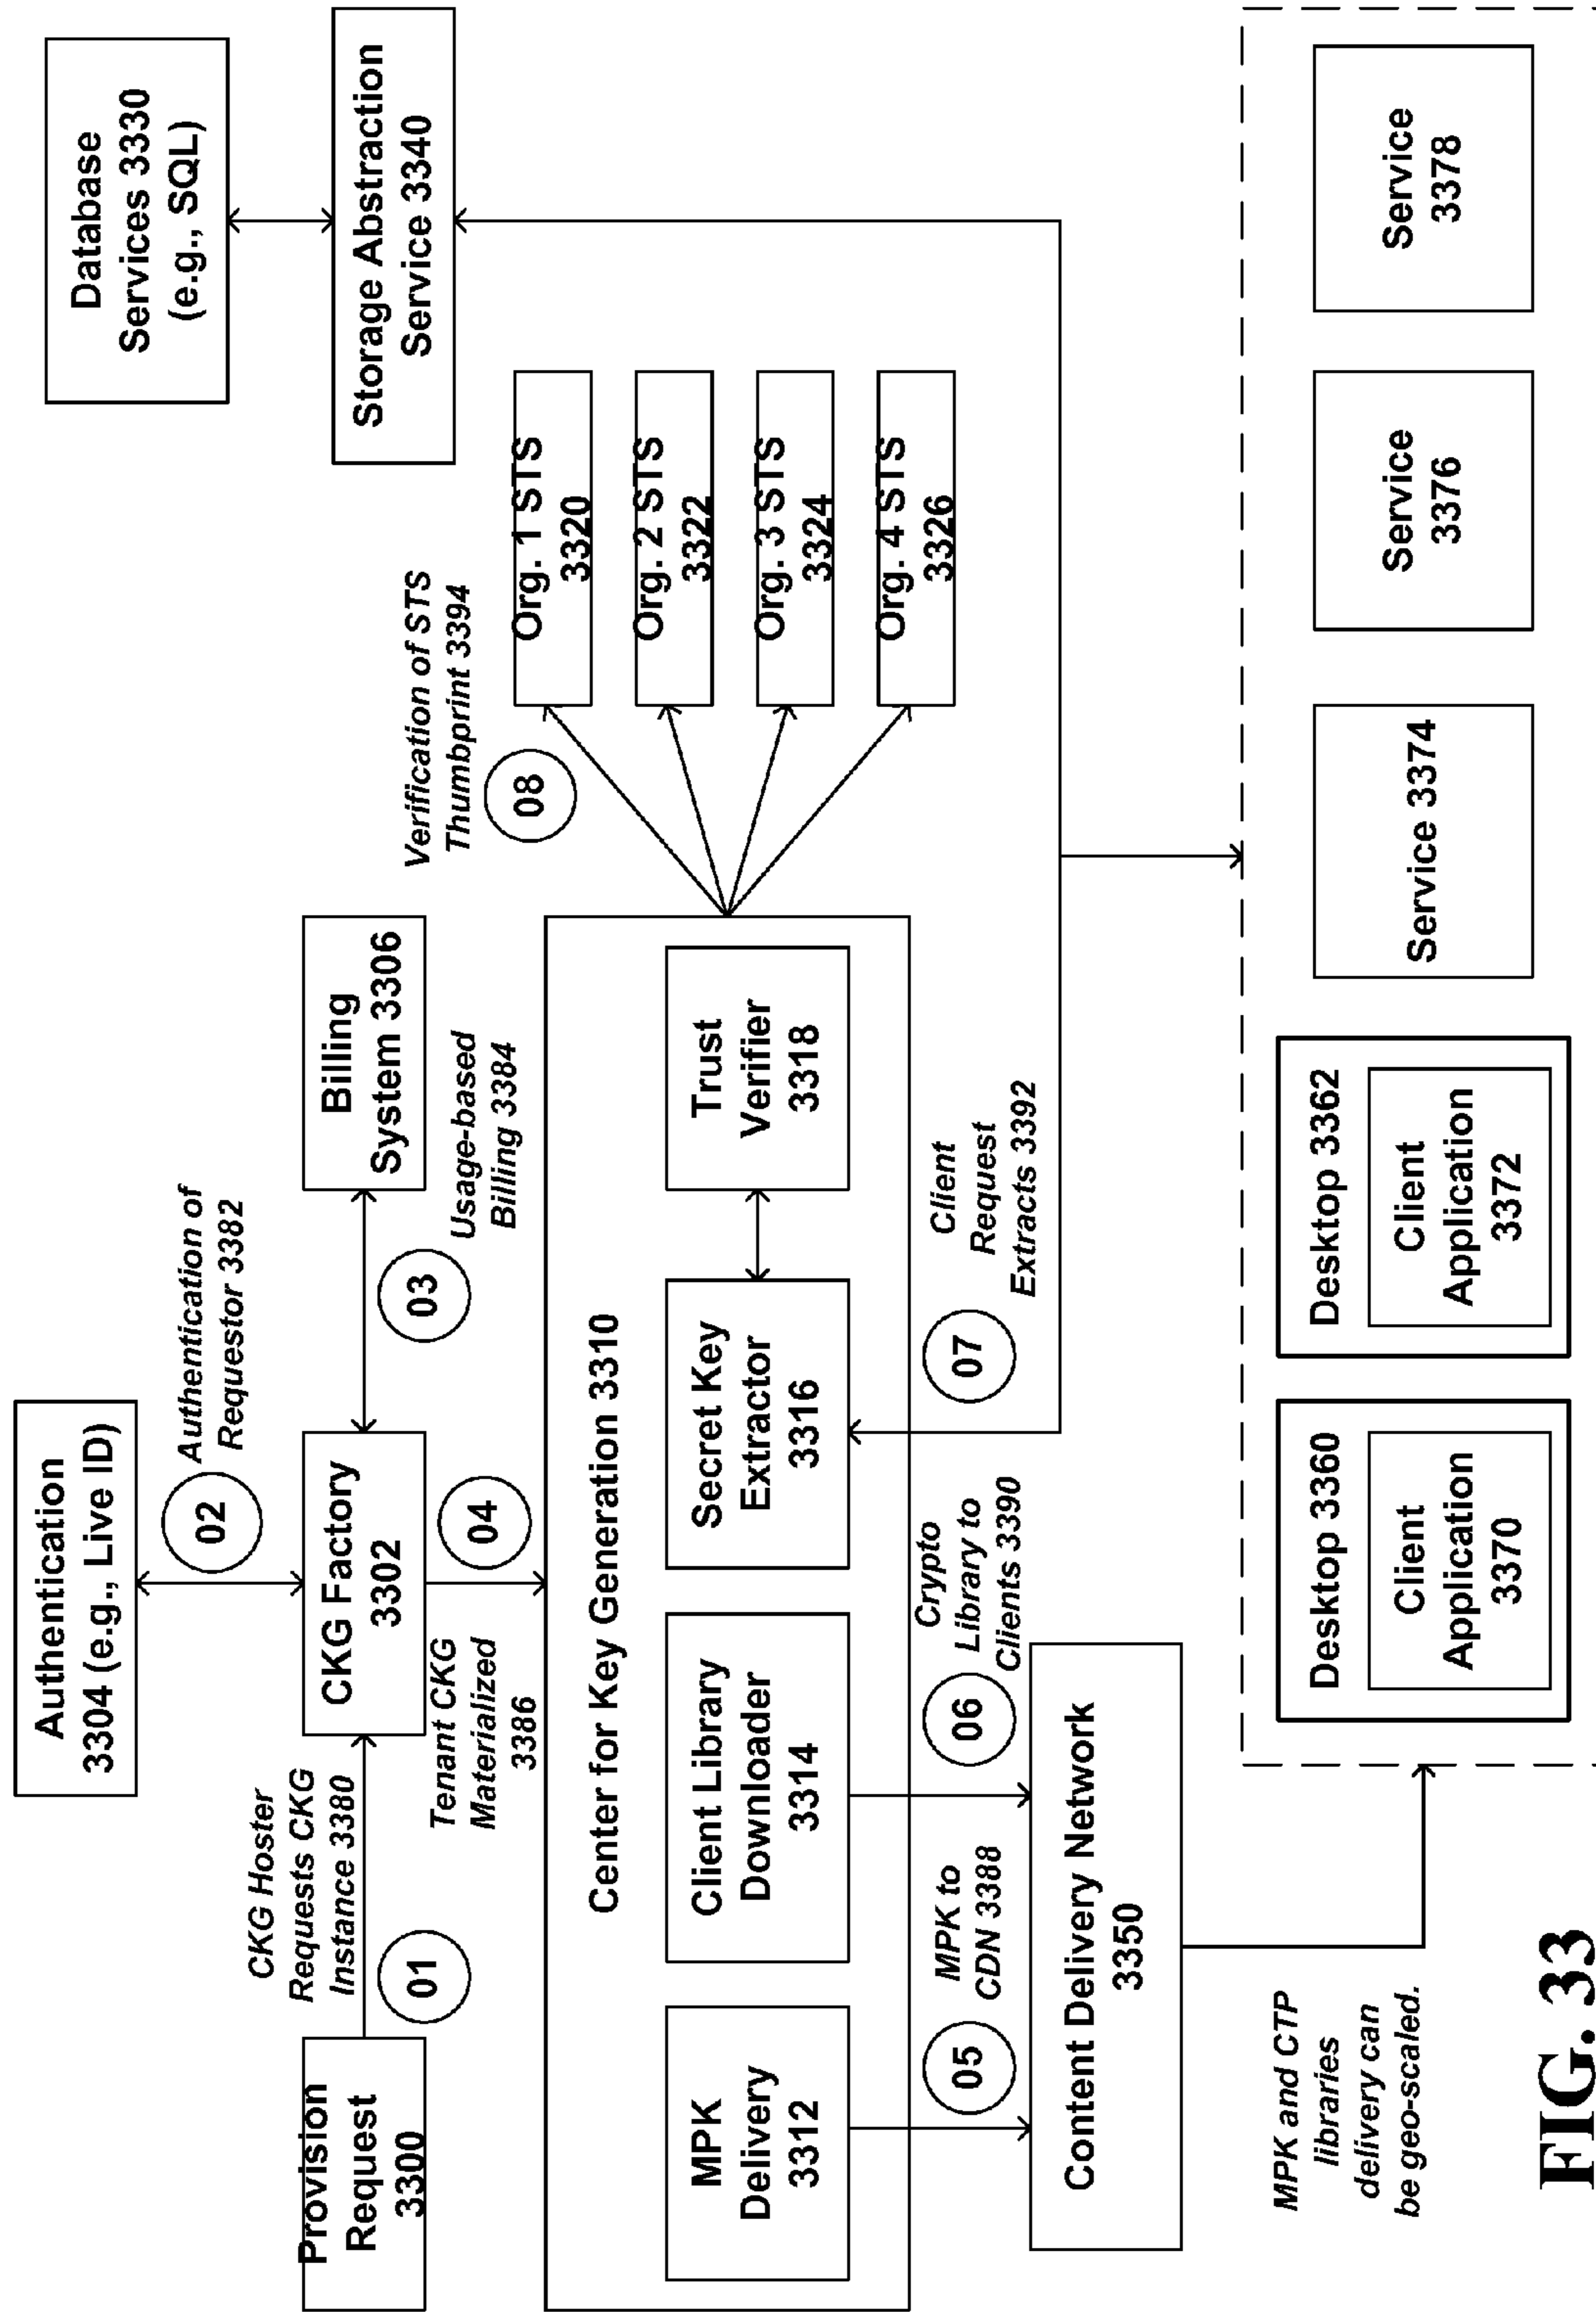 Authentication
3304 (e.g., Live ID)
Database
Services 3330
(e.g., SQL)
02
Authentication of
Requestor 3382
CKG Hoster
Requests CKG
Instance 3380
01
Provision
Request
3300
CKG Factory
3302
03
Billing
System 3306
Usage-based
Billing 3384
Storage Abstraction
Service 3340
Tenant CKG
Materialized
3386
04
Verification of STS
Thumbprint 3394
08
Org. 1 STS
3320
Org. 2 STS
3322
Org. 3 STS
3324
Org. 4 STS
3326
Center for Key Generation 3310
MPK
Delivery
3312
Client Library
Downloader
3314
Secret Key
Extractor
3316
Trust
Verifier
3318
MPK to
CDN 3388
05
Crypto
Library to
Clients 3390
06
Client
Request
Extracts 3392
07
Content Delivery Network
3350
MPK and CTP
libraries
delivery can
be geo-scaled.
Desktop 3360
Client
Application
3370
Desktop 3362
Client
Application
3372
Service 3374
Service
3376
Service
3378
FIG. 33